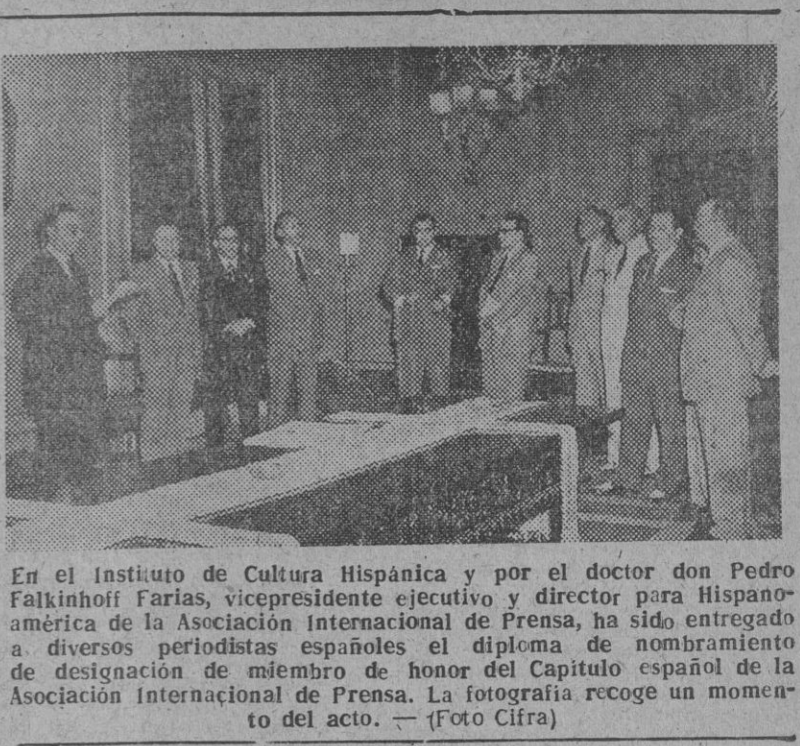 En el Instituto de Cultura Hispánica y por el doctor don Pedro
Falkinhoff Farias, vicepresidente ejecutivo y director para Hispano-
américa de la Asociación Internacional de Prensa, ha sido entregado
a diversos periodistas españoles el diploma de nombramiento
de designación de miembro de honor del Capítulo español de la
Asociación Internacional de Prensa. La fotografía recoge un momen-
to del acto. — (Foto Cifra)